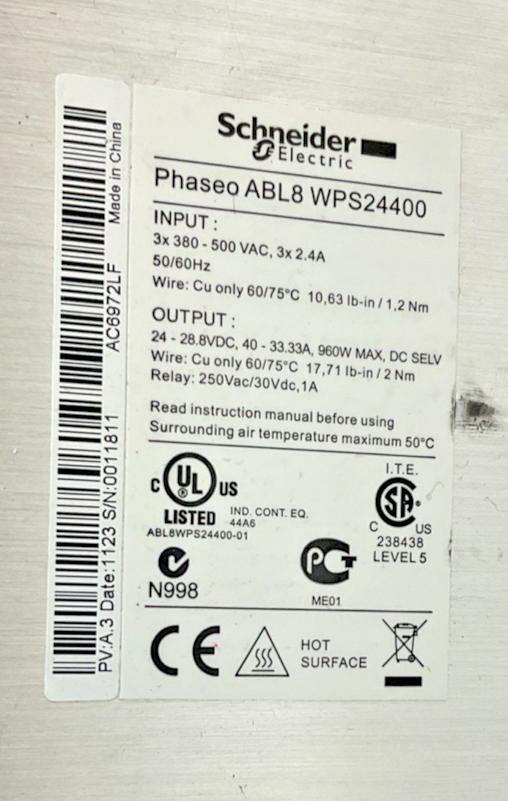 Schneider
Electric
Phaseo ABL8 WPS24400
INPUT :
3x 380 - 500 VAC, 3x 2.4A
50/60Hz
Wire: Cu only 60/75°C 10,63 lb-in / 1,2 Nm
OUTPUT :
24 - 28.8VDC, 40 - 33.33A, 960W MAX, DC SELV
Wire: Cu only 60/75°C 17,71 lb-in / 2 Nm
Relay: 250Vac/30Vdc,1A
Read instruction manual before using
Surrounding air temperature maximum 50°C
C UL US
LISTED IND. CONT. EQ.
44A6
ABL8WPS24400-01
I.T.E.
SA
C US
238438
LEVEL 5
N998
PCT
ME01
CE
HOT
SURFACE
AC6972LF Made in China
PV:A.3 Date:1123 S/N:0011811